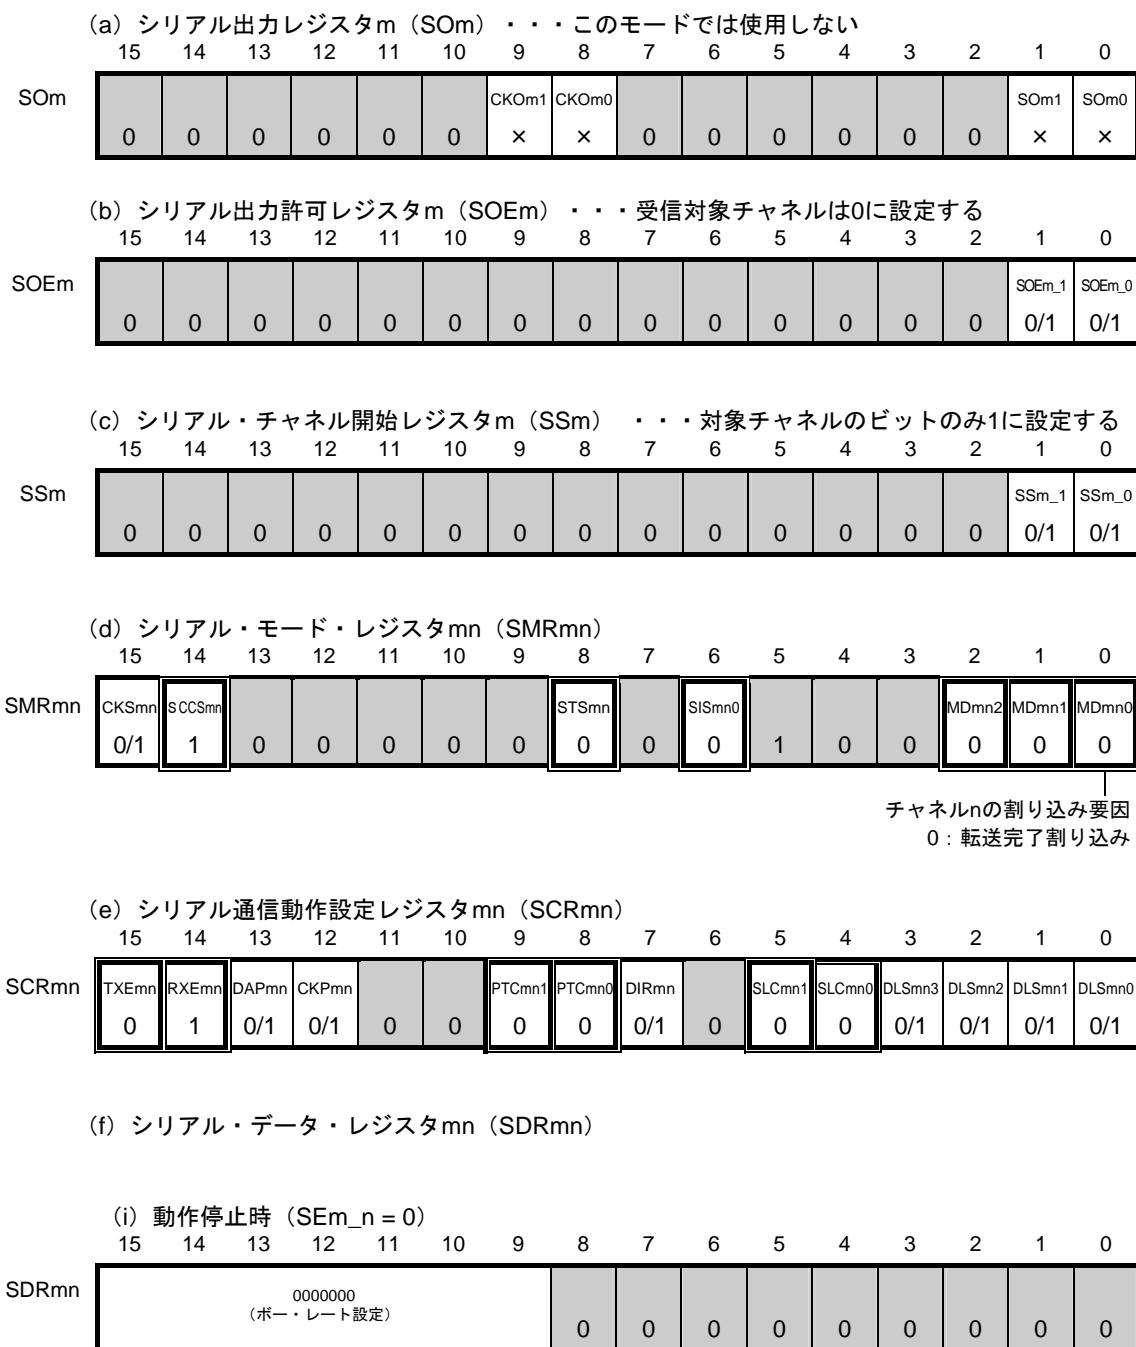 (a) シリアル出力レジスタm（SOm）・・・このモードでは使用しない
15 14 13 12 11 10 9 8 7 6 5 4 3 2 1 0
SOm
CKOm1 CKOm0 SOm1 SOm0
0 0 0 0 0 0 × × 0 0 0 0 0 0 × ×
(b) シリアル出力許可レジスタm（SOEm）・・・受信対象チャネルは0に設定する
15 14 13 12 11 10 9 8 7 6 5 4 3 2 1 0
SOEm
SOEm_1 SOEm_0
0 0 0 0 0 0 0 0 0 0 0 0 0 0 0/1 0/1
(c) シリアル・チャネル開始レジスタm（SSm） ・・・対象チャネルのビットのみ1に設定する
15 14 13 12 11 10 9 8 7 6 5 4 3 2 1 0
SSm
SSm_1 SSm_0
0 0 0 0 0 0 0 0 0 0 0 0 0 0 0/1 0/1
(d) シリアル・モード・レジスタmn（SMRmn）
15 14 13 12 11 10 9 8 7 6 5 4 3 2 1 0
SMRmn
CKSmn SCCSmn STSmn SISmn0 MDmn2 MDmn1 MDmn0
0/1 1 0 0 0 0 0 0 0 0 1 0 0 0 0 0
チャネルnの割り込み要因
0：転送完了割り込み
(e) シリアル通信動作設定レジスタmn（SCRmn）
15 14 13 12 11 10 9 8 7 6 5 4 3 2 1 0
SCRmn
TXEmn RXEmn DAPmn CKPmn PTCmn1 PTCmn0 DIRmn SLCmn1 SLCmn0 DLSmn3 DLSmn2 DLSmn1 DLSmn0
0 1 0/1 0/1 0 0 0 0 0/1 0 0 0 0/1 0/1 0/1 0/1
(f) シリアル・データ・レジスタmn（SDRmn）
(i) 動作停止時（SEm_n = 0）
15 14 13 12 11 10 9 8 7 6 5 4 3 2 1 0
SDRmn
0000000
（ボー・レート設定）
0 0 0 0 0 0 0 0 0